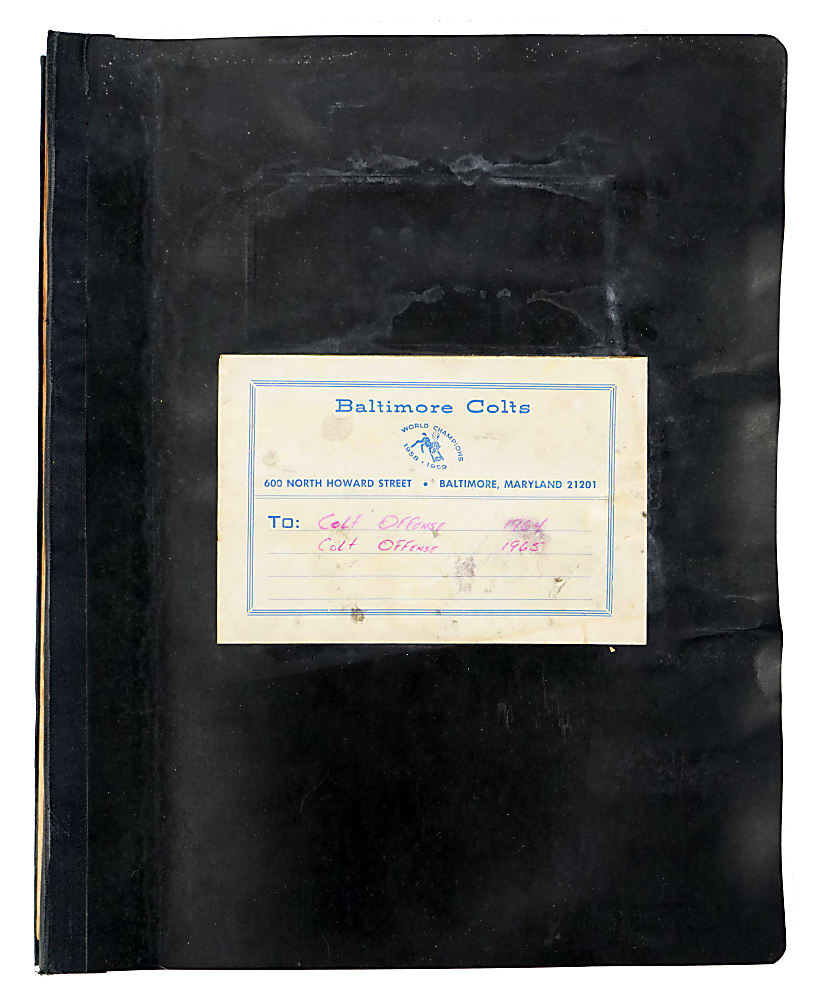 Baltimore Colts
WORLD CHAMPIONS
1958 • 1959
600 NORTH HOWARD STREET • BALTIMORE, MARYLAND 21201
TO: Colt OFFENSE 1964
Colt OFFENSE 1965